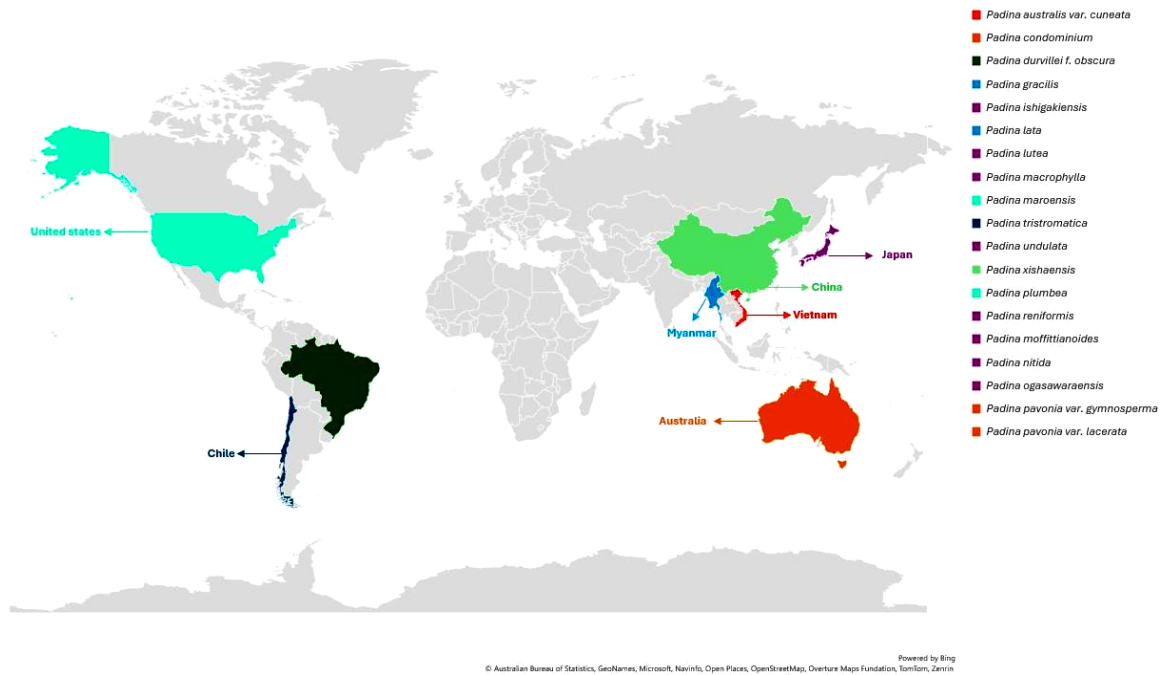 Padina australis var. cuneata
Padina condominium
Padina durvillei f. obscura
Padina gracilis
Padina ishigakiensis
Padina lata
Padina lutea
Padina macrophylla
Padina maroensis
Padina tristromatica
Padina undulata
Padina xishaensis
Padina plumbea
Padina reniformis
Padina moffittianoides
Padina nitida
Padina ogasawaraensis
Padina pavonia var. gymnosperma
Padina pavonia var. lacerata
United states
Japan
China
Vietnam
Myanmar
Australia
Chile
Powered by Bing
© Australian Bureau of Statistics, GeoNames, Microsoft, Navinfo, Open Places, OpenStreetMap, Overture Maps Fundation, TomTom, Zenrin